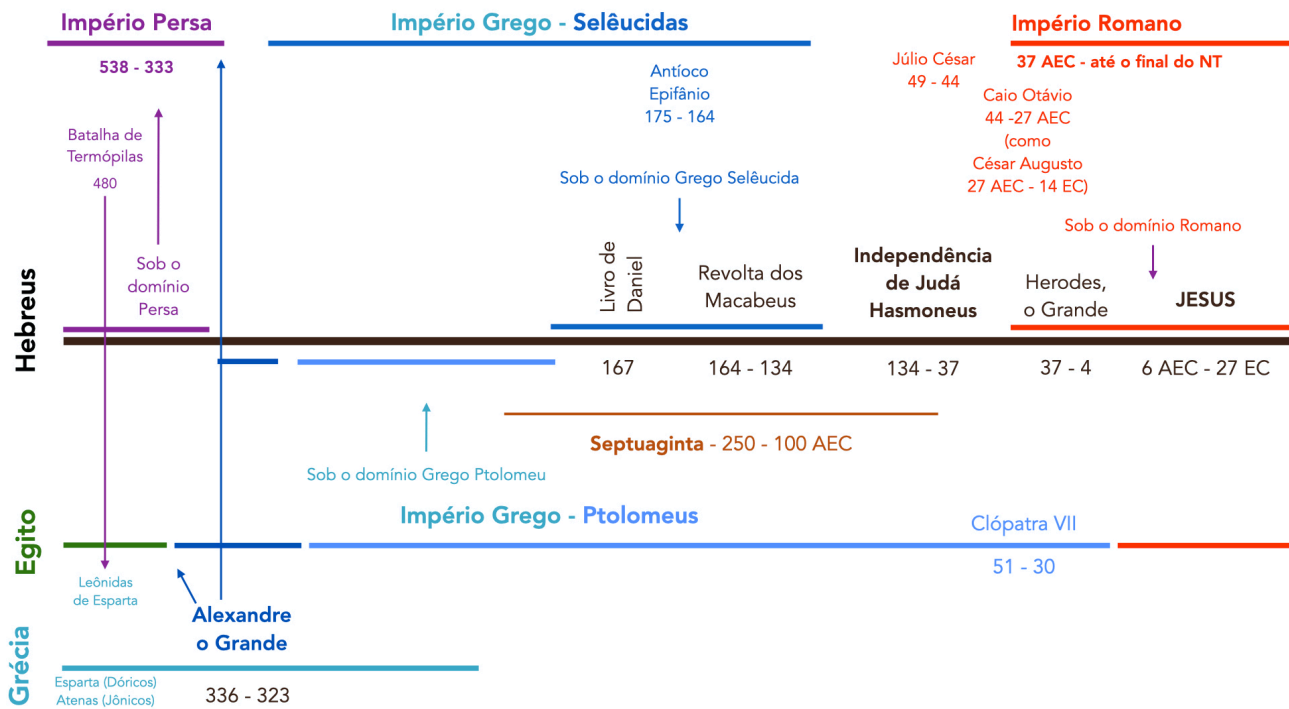 Império Persa
538 - 333
Batalha de
Termópilas
480
Sob o
domínio
Persa
Império Grego - Selêucidas
Antíoco
Epifânio
175 - 164
Sob o domínio Grego Selêucida
Júlio César
49 - 44
Império Romano
37 AEC - até o final do NT
Caio Otávio
44 -27 AEC
(como
César Augusto
27 AEC - 14 EC)
Sob o domínio Romano
Hebreus
Livro de
Daniel
Revolta dos
Macabeus
Independência
de Judá
Hasmoneus
Herodes,
o Grande
JESUS
167
164 - 134
134 - 37
37 - 4
6 AEC - 27 EC
Septuaginta - 250 - 100 AEC
Sob o domínio Grego Ptolomeu
Egito
Império Grego - Ptolomeus
Clópatra VII
51 - 30
Leônidas
de Esparta
Alexandre
o Grande
Grécia
Esparta (Dóricos)
Atenas (Jônicos)
336 - 323